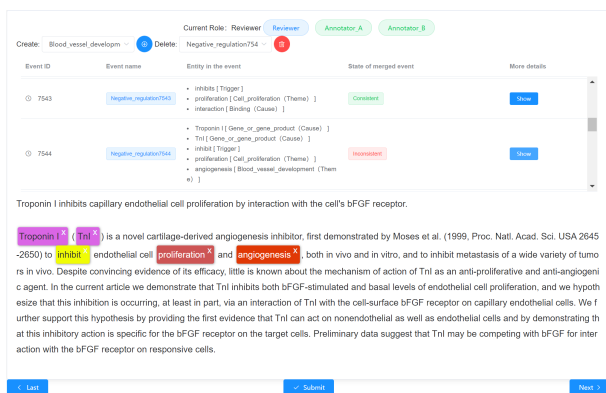 Current Role: Reviewer Reviewer Annotator_A Annotator_B
Create: Blood_vessel_developm Delete: Negative_regulation754
Event ID Event name Entity in the event State of merged event More details
7543 Negative_regulation7543 Consistent Show
inhibits [ Trigger ]
proliferation [ Cell_proliferation (Theme) ]
interaction [ Binding (Cause) ]
7544 Negative_regulation7544 Inconsistent Show
Troponin I [ Gene_or_gene_product (Cause) ]
TnI [ Gene_or_gene_product (Cause) ]
inhibit [ Trigger ]
proliferation [ Cell_proliferation (Theme) ]
angiogenesis [ Blood_vessel_development (Them
e) ]
Troponin I inhibits capillary endothelial cell proliferation by interaction with the cell's bFGF receptor.
Troponin I X ( TnI X ) is a novel cartilage-derived angiogenesis inhibitor, first demonstrated by Moses et al. (1999, Proc. Natl. Acad. Sci. USA 2645
-2650) to inhibit endothelial cell proliferation X and angiogenesis X , both in vivo and in vitro, and to inhibit metastasis of a wide variety of tumo
rs in vivo. Despite convincing evidence of its efficacy, little is known about the mechanism of action of TnI as an anti-proliferative and anti-angiogeni
c agent. In the current article we demonstrate that TnI inhibits both bFGF-stimulated and basal levels of endothelial cell proliferation, and we hypoth
esize that this inhibition is occurring, at least in part, via an interaction of TnI with the cell-surface bFGF receptor on capillary endothelial cells. We f
urther support this hypothesis by providing the first evidence that TnI can act on nonendothelial as well as endothelial cells and by demonstrating th
at this inhibitory action is specific for the bFGF receptor on the target cells. Preliminary data suggest that TnI may be competing with bFGF for inter
action with the bFGF receptor on responsive cells.
< Last ✓ Submit Next >